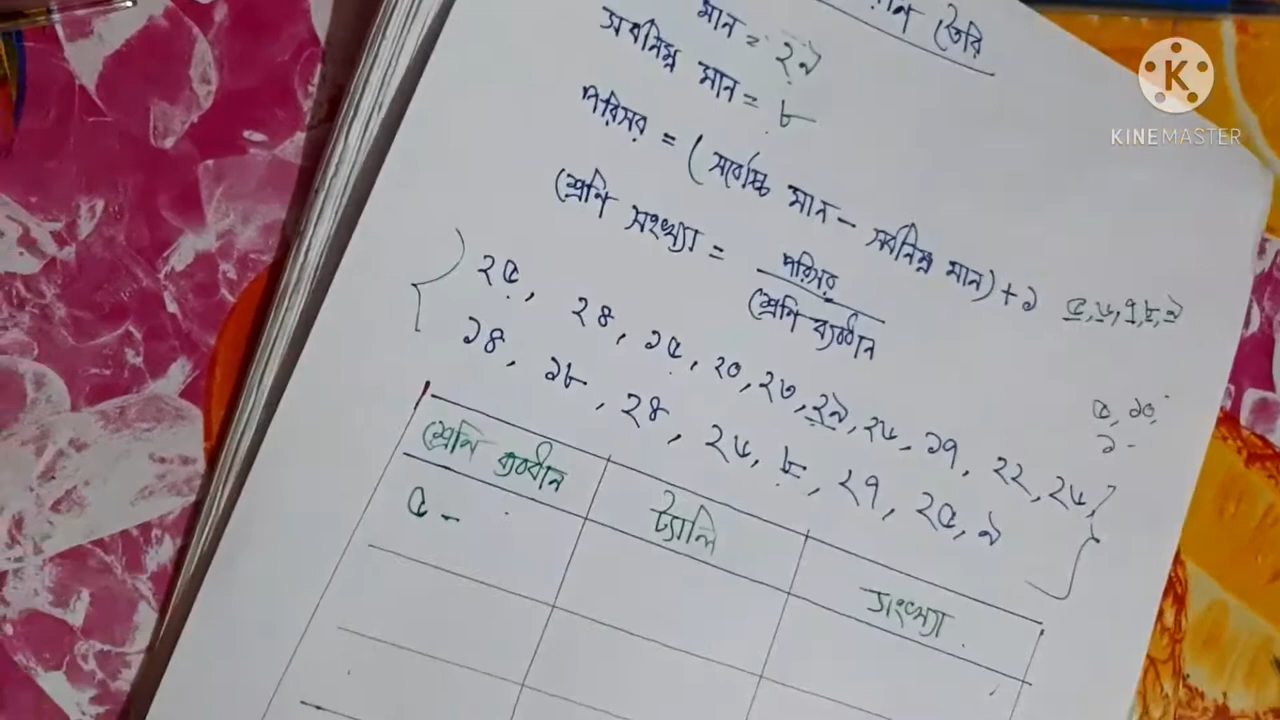 তৈরি
মান = ২৯
সর্বনিম্ন মান = ৮
পরিসর = (সর্বোচ্চ মান - সর্বনিম্ন মান) + ১
শ্রেণি সংখ্যা = পরিসর / শ্রেণি ব্যবধান
৫, ৬, ৭, ৮, ৯
৫, ১০,
১ -
২৫, ২৪, ১৫, ২০, ২৩, ২৯, ২৬, ১৭, ২২, ২৬,
১৪, ১৮, ২৪, ২৬, ৮, ২৭, ২৫, ৯
শ্রেণি ব্যবধান ট্যালি সংখ্যা
৫ -
KINEMASTER